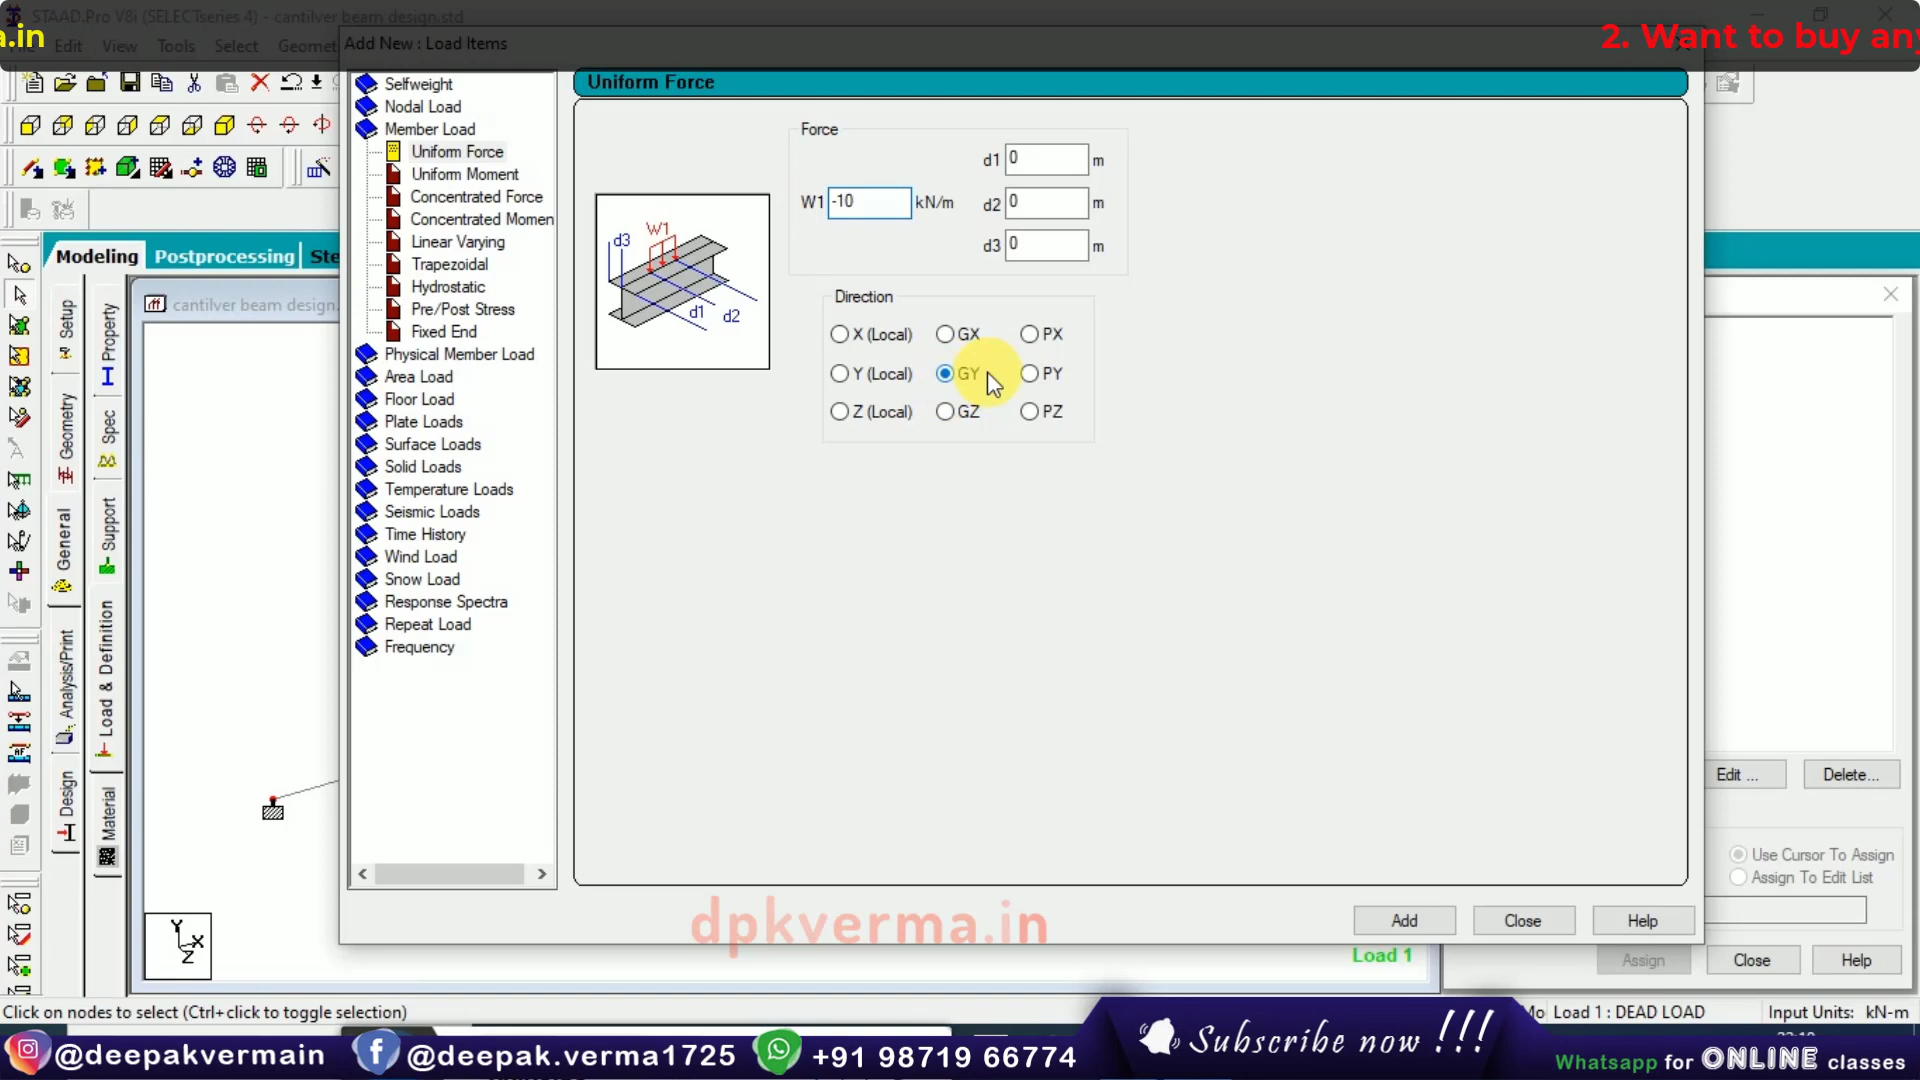 STAAD.Pro V8i (SELECTseries 4) - cantilver beam design.std
a.in
2. Want to buy any
Edit View Tools Select Geomet
Add New : Load Items
Selfweight
Nodal Load
Member Load
Uniform Force
Uniform Moment
Concentrated Force
Concentrated Momen
Linear Varying
Trapezoidal
Hydrostatic
Pre/Post Stress
Fixed End
Physical Member Load
Area Load
Floor Load
Plate Loads
Surface Loads
Solid Loads
Temperature Loads
Seismic Loads
Time History
Wind Load
Snow Load
Response Spectra
Repeat Load
Frequency
Uniform Force
Force
d1 0 m
W1 -10 kN/m d2 0 m
d3 0 m
W1
d3
d1 d2
Direction
X (Local) GX PX
Y (Local) GY PY
Z (Local) GZ PZ
Add Close Help
Modeling Postprocessing Ste
cantilver beam design.
Setup
Geometry
General
Analysis/Print
Design
Property
Spec
Support
Load & Definition
Material
Y
X
Z
Edit ... Delete...
Use Cursor To Assign
Assign To Edit List
Assign Close Help
dpkverma.in
Load 1
Click on nodes to select (Ctrl+click to toggle selection)
Mo Load 1 : DEAD LOAD Input Units: kN-m
@deepakvermain @deepak.verma1725 +91 98719 66774
Subscribe now !!!
Whatsapp for ONLINE classes